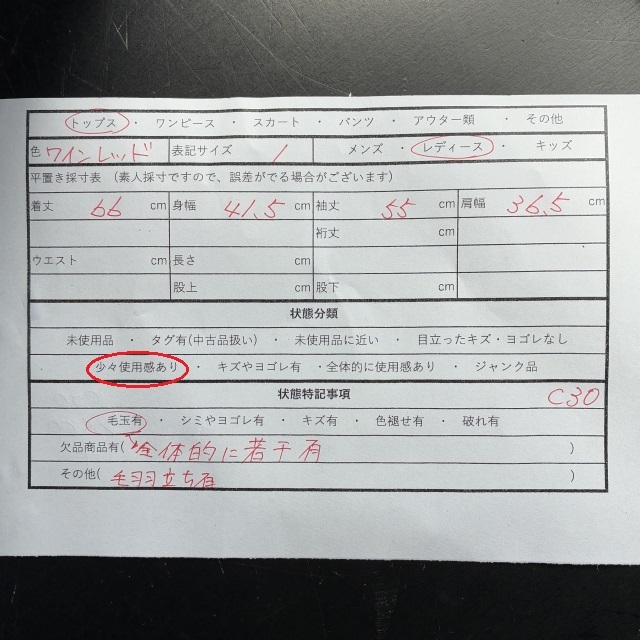 トップス ・ ワンピース ・ スカート ・ パンツ ・ アウター類 ・ その他
色 ワインレッド 表記サイズ 1 メンズ ・ レディース ・ キッズ
平置き採寸表 (素人採寸ですので、誤差がでる場合がございます)
着丈 66 cm 身幅 41.5 cm 袖丈 55 cm 肩幅 36.5 cm
裄丈 cm
ウエスト cm 長さ cm
股上 cm 股下 cm
状態分類
未使用品 ・ タグ有(中古品扱い) ・ 未使用品に近い ・ 目立ったキズ・ヨゴレなし
少々使用感あり ・ キズやヨゴレ有 ・全体的に使用感あり ・ ジャンク品
状態特記事項 C30
毛玉有 ・ シミやヨゴレ有 ・ キズ有 ・ 色褪せ有 ・ 破れ有
欠品商品有( 全体的に若干有 )
その他( 毛羽立ち有 )